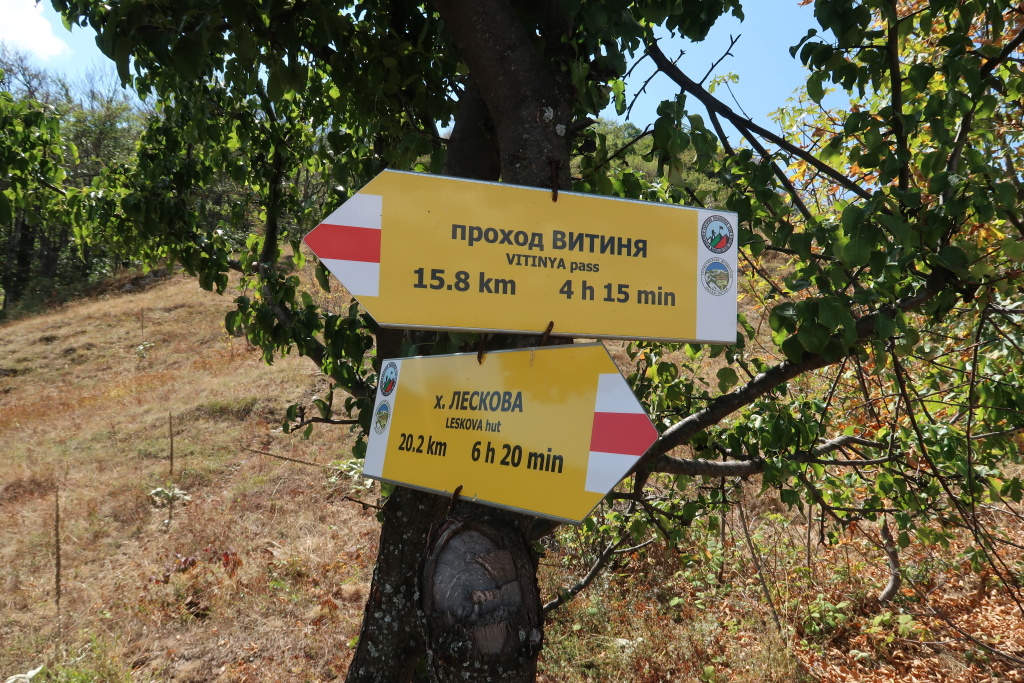 проход ВИТИНЯ
VITINYA pass
15.8 km 4 h 15 min
х. ЛЕСКОВА
LESKOVA hut
20.2 km 6 h 20 min